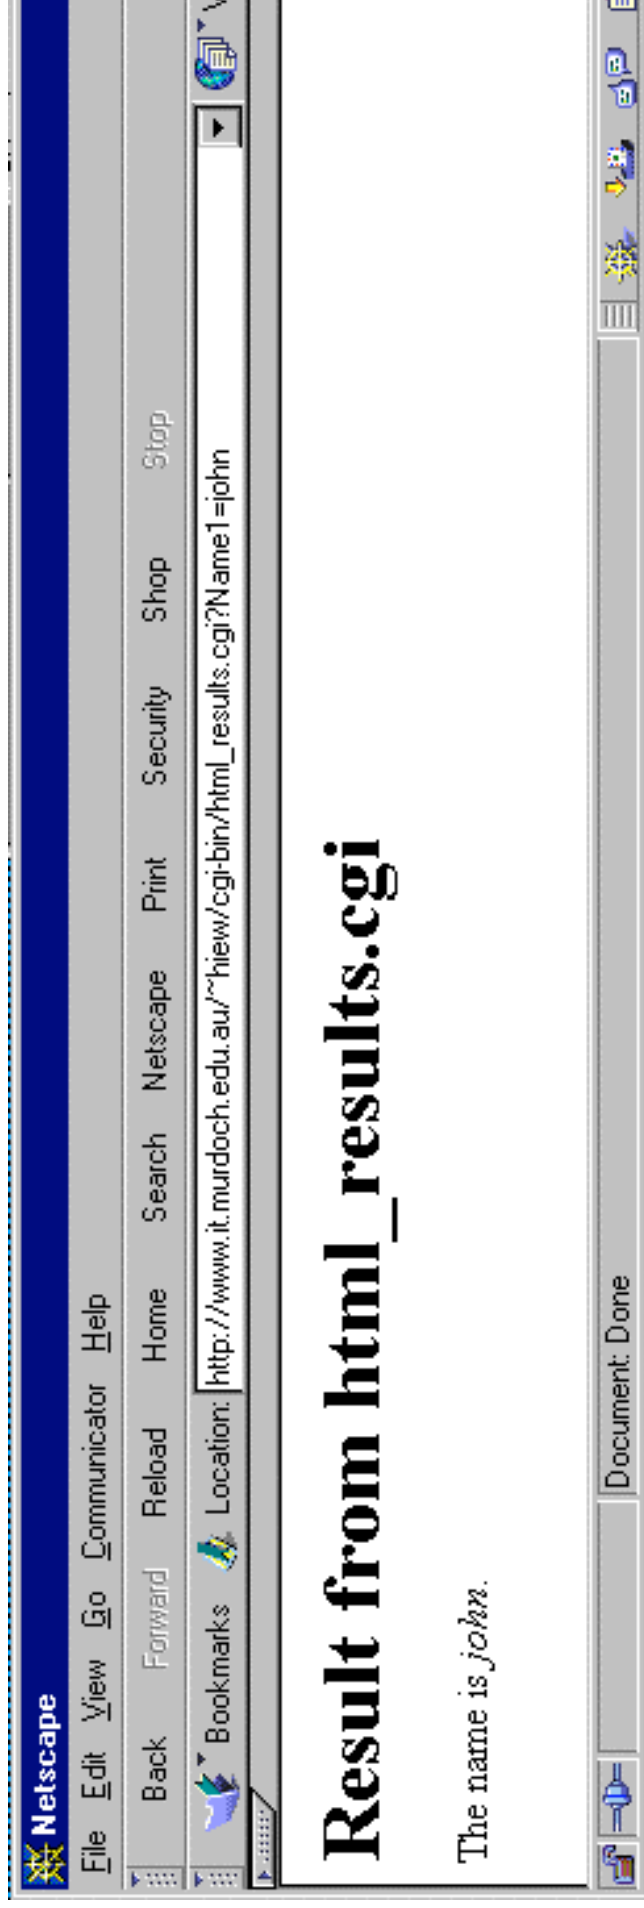 Netscape
File Edit View Go Communicator Help
Back Forward Reload Home Search Netscape Print Security Shop Stop
Bookmarks Location: http://www.it.murdoch.edu.au/~hiew/cgi-bin/html_results.cgi?Name1=john
Result from html_results.cgi
The name is john.
Document: Done